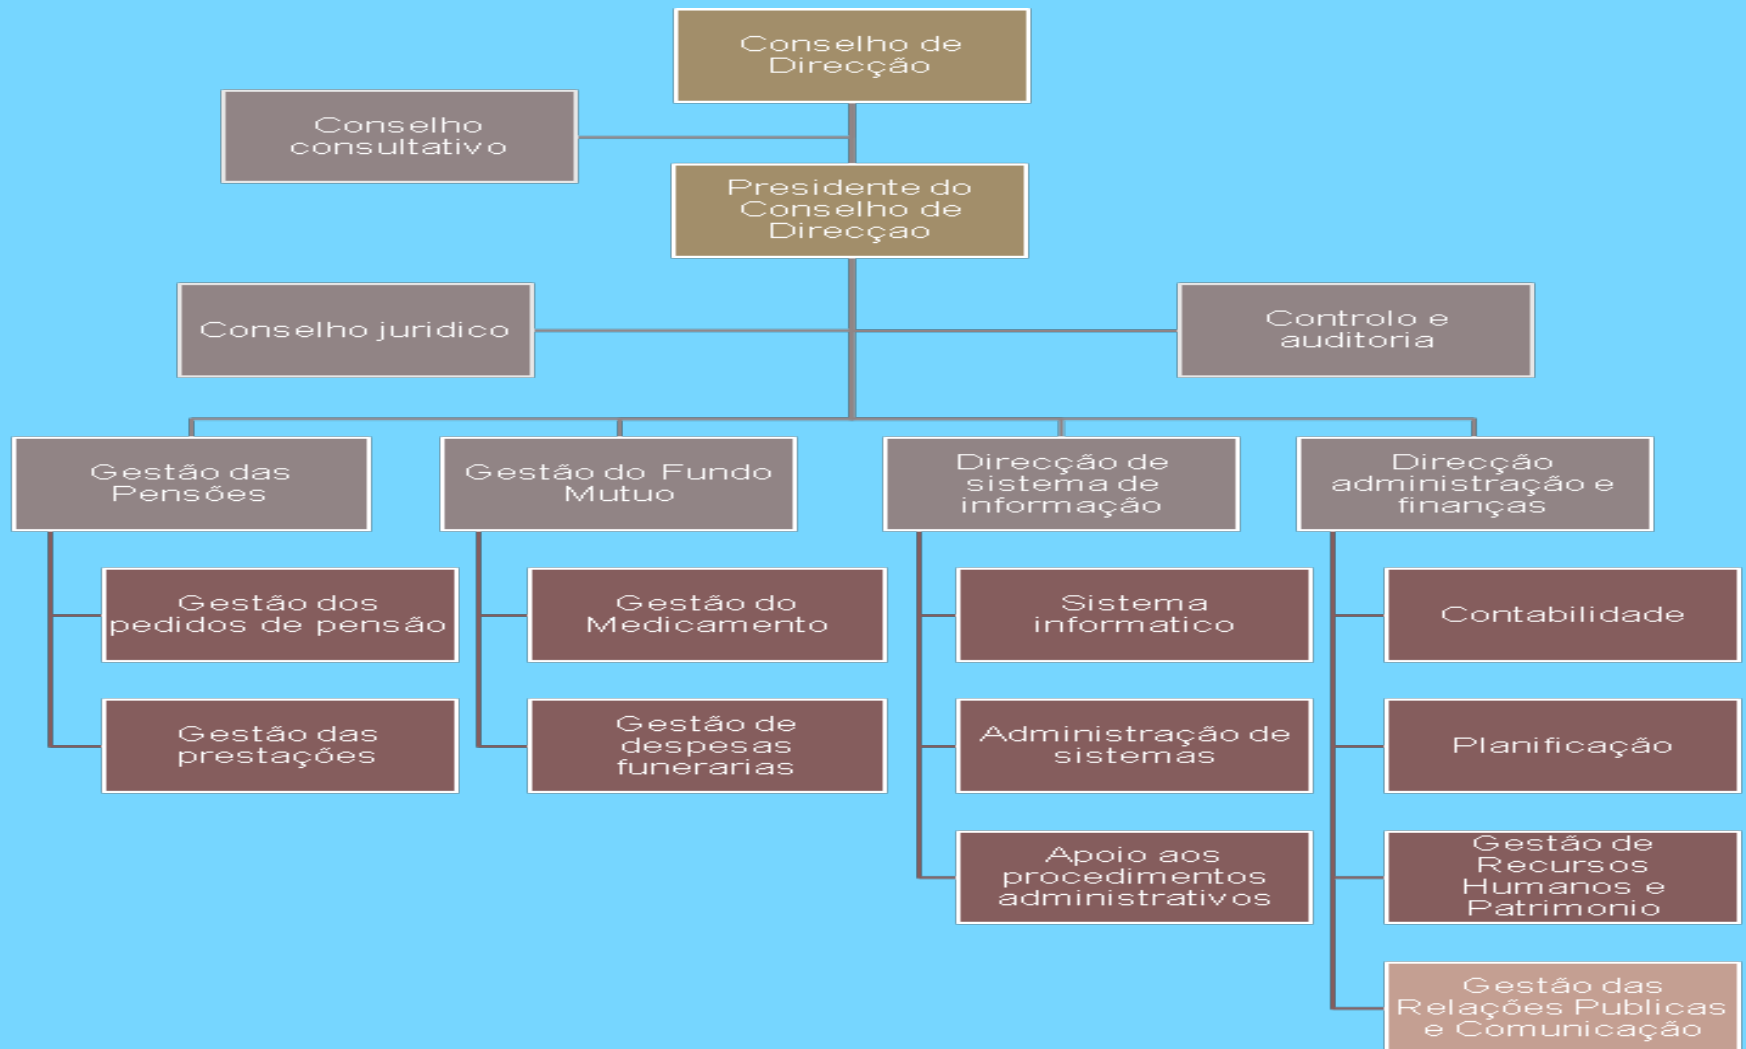 Conselho de
Direcção
Conselho
consultativo
Presidente do
Conselho de
Direcçao
Conselho juridico
Controlo e
auditoria
Gestão das
Pensões
Gestão do Fundo
Mutuo
Direcção de
sistema de
informação
Direcção
administração e
finanças
Gestão dos
pedidos de pensão
Gestão das
prestações
Gestão do
Medicamento
Gestão de
despesas
funerarias
Sistema
informatico
Administração de
sistemas
Apoio aos
procedimentos
administrativos
Contabilidade
Planificação
Gestão de
Recursos
Humanos e
Patrimonio
Gestão das
Relações Publicas
e Comunicação